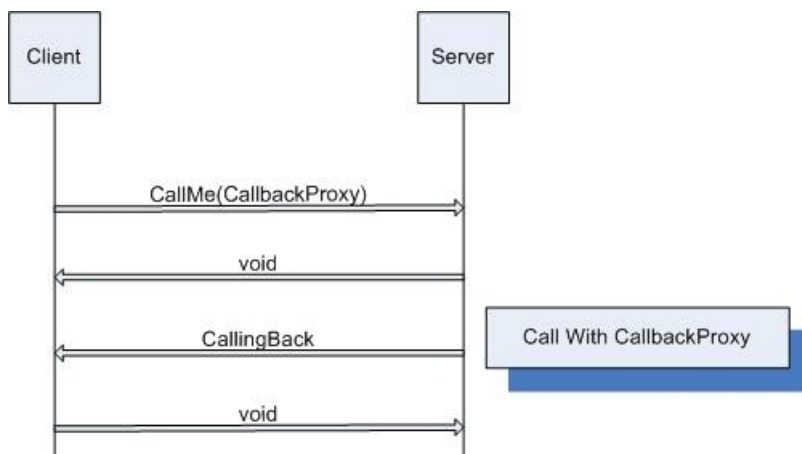 Client
Server
CallMe(CallbackProxy)
void
CallingBack
Call With CallbackProxy
void